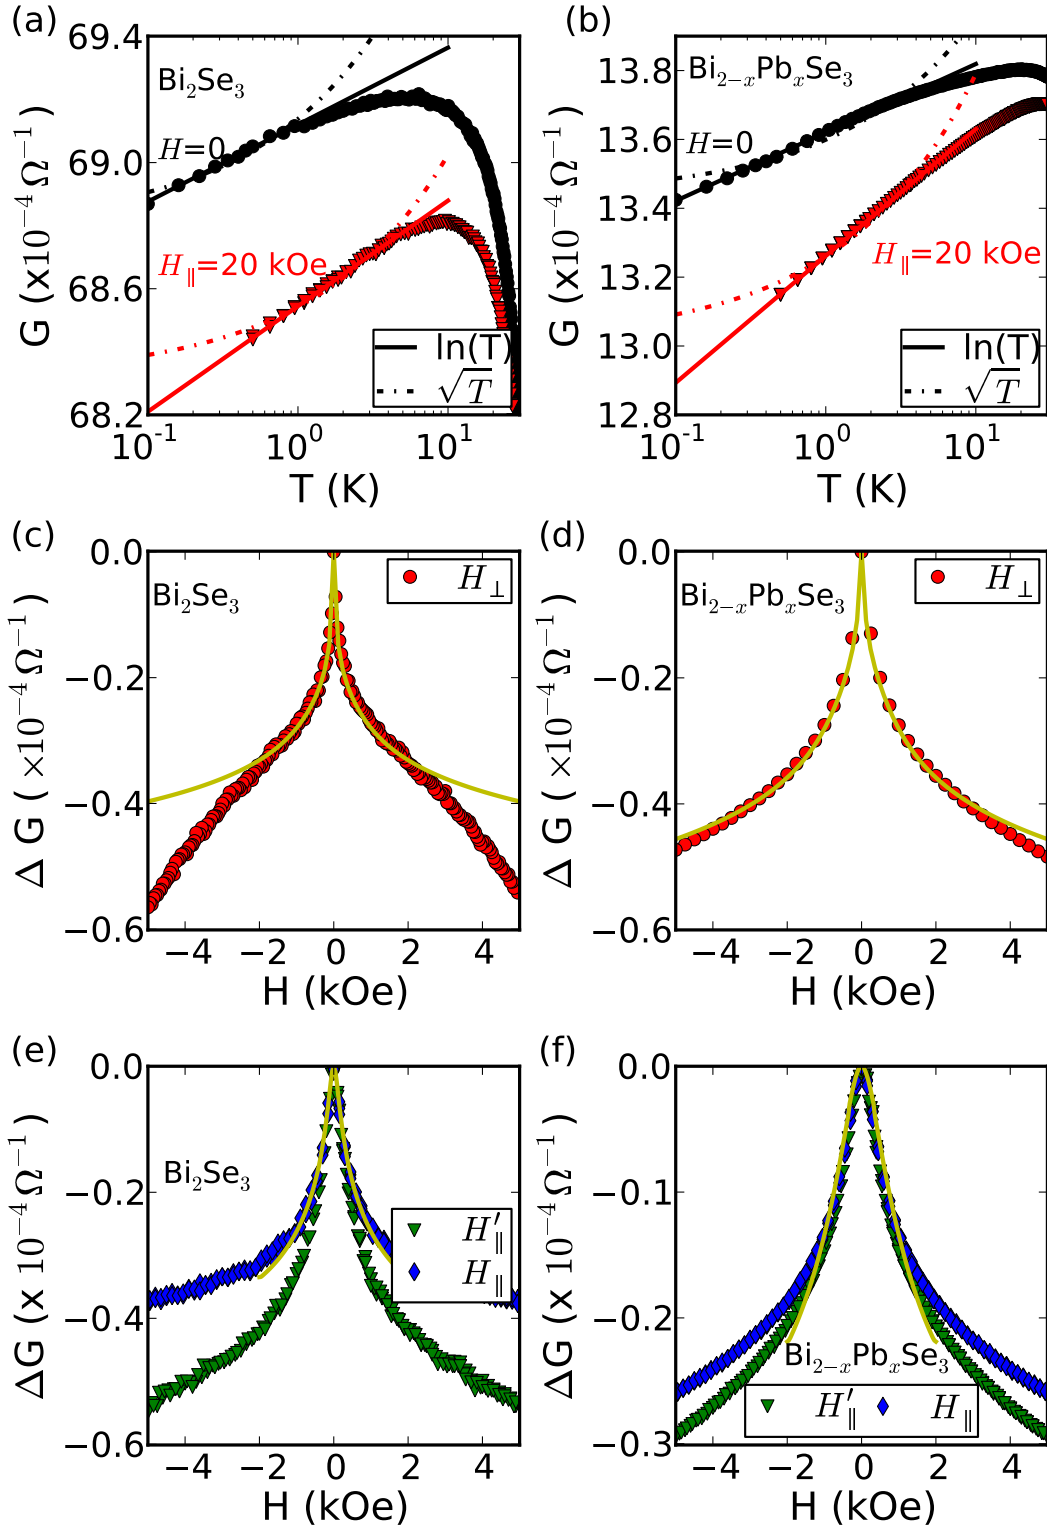 (a)
(b)
69.4
69.0
68.6
68.2
G (x10⁻⁴ Ω⁻¹)
Bi₂Se₃
H=0
H∥=20 kOe
ln(T)
√T
10⁻¹ 10⁰ 10¹
T (K)
13.8
13.6
13.4
13.2
13.0
12.8
G (x10⁻⁴ Ω⁻¹)
Bi₂₋ₓPbₓSe₃
H=0
H∥=20 kOe
ln(T)
√T
10⁻¹ 10⁰ 10¹
T (K)
(c)
(d)
0.0
−0.2
−0.4
−0.6
Δ G ( ×10⁻⁴ Ω⁻¹)
Bi₂Se₃
H⊥
−4 −2 0 2 4
H (kOe)
0.0
−0.2
−0.4
−0.6
Δ G ( ×10⁻⁴ Ω⁻¹)
Bi₂₋ₓPbₓSe₃
H⊥
−4 −2 0 2 4
H (kOe)
(e)
(f)
0.0
−0.2
−0.4
−0.6
ΔG (x 10⁻⁴ Ω⁻¹ )
Bi₂Se₃
H′∥
H∥
−4 −2 0 2 4
H (kOe)
0.0
−0.1
−0.2
−0.3
ΔG (x 10⁻⁴ Ω⁻¹ )
Bi₂₋ₓPbₓSe₃
H′∥ H∥
−4 −2 0 2 4
H (kOe)